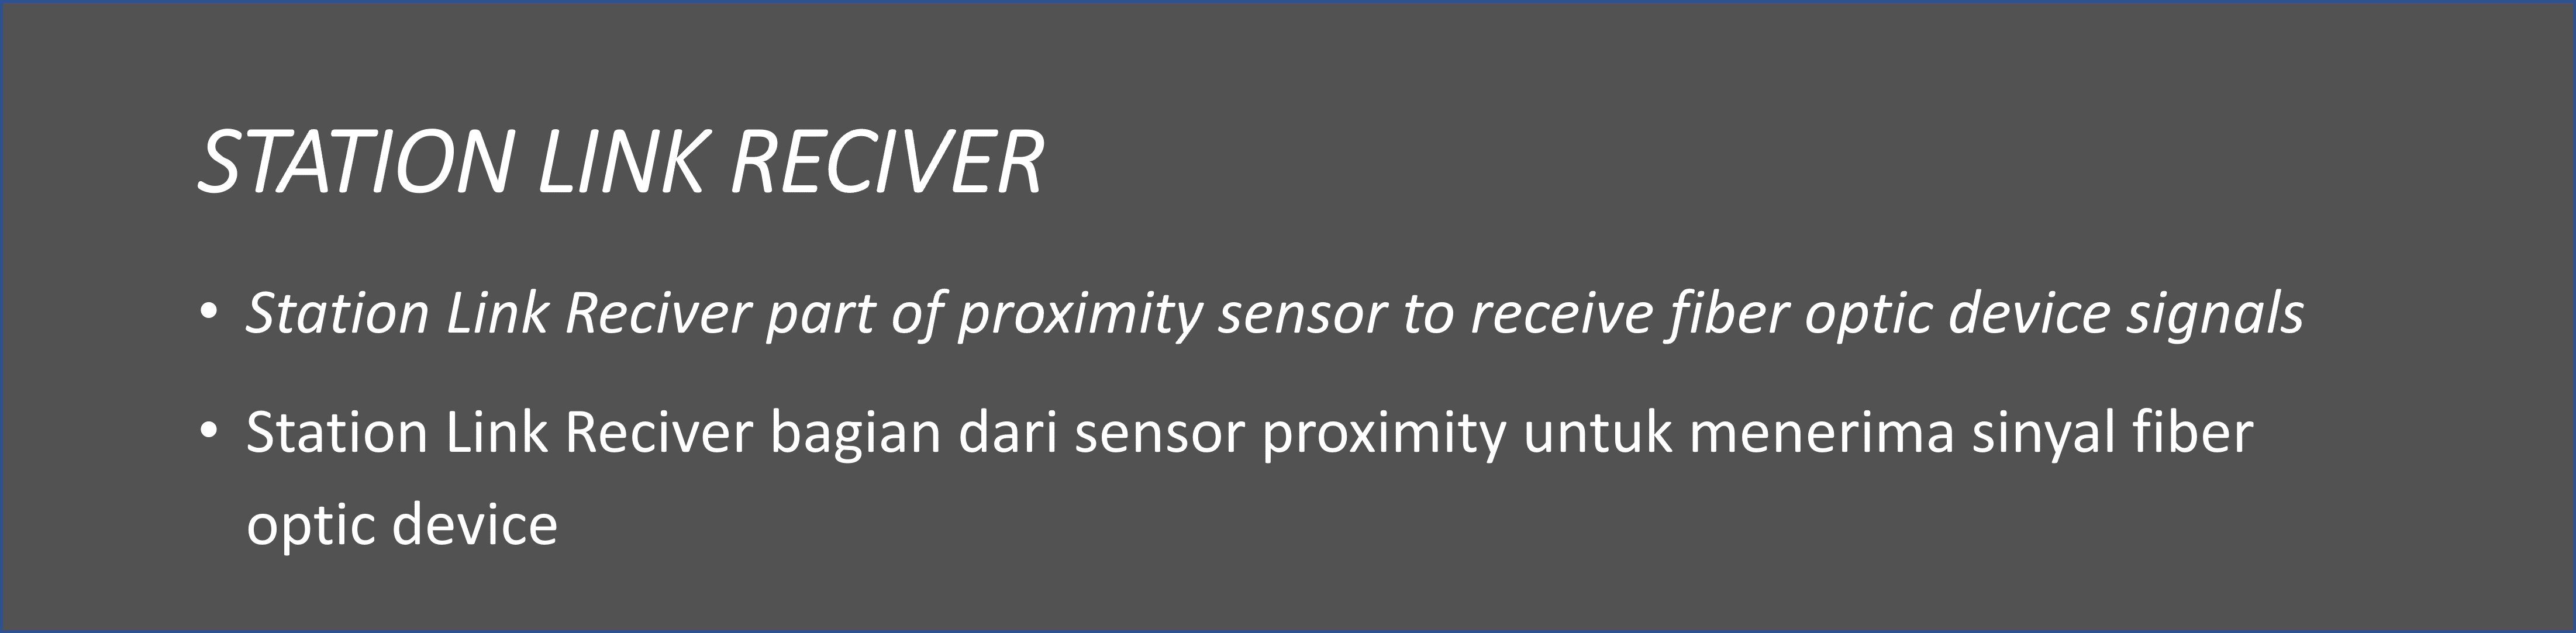 STATION LINK RECIVER
• Station Link Reciver part of proximity sensor to receive fiber optic device signals
• Station Link Reciver bagian dari sensor proximity untuk menerima sinyal fiber
optic device